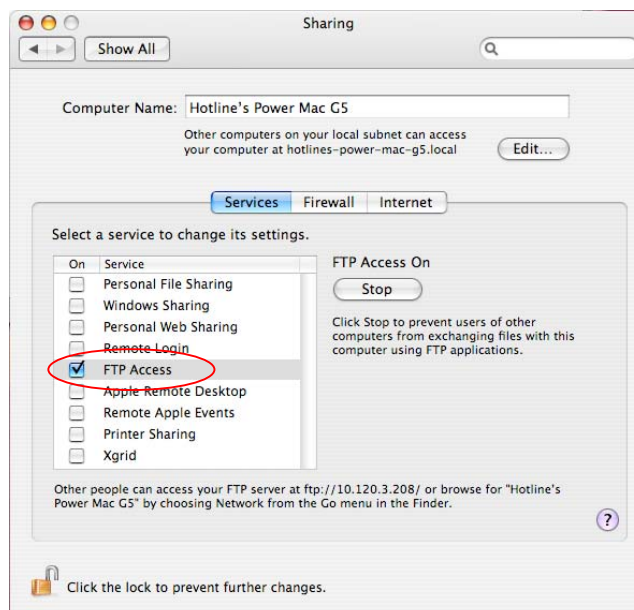 Sharing
Show All
Computer Name: Hotline's Power Mac G5
Other computers on your local subnet can access
your computer at hotlines-power-mac-g5.local
Edit...
Services Firewall Internet
Select a service to change its settings.
On Service
Personal File Sharing
Windows Sharing
Personal Web Sharing
Remote Login
FTP Access
Apple Remote Desktop
Remote Apple Events
Printer Sharing
Xgrid
FTP Access On
Stop
Click Stop to prevent users of other
computers from exchanging files with this
computer using FTP applications.
Other people can access your FTP server at ftp://10.120.3.208/ or browse for "Hotline's
Power Mac G5" by choosing Network from the Go menu in the Finder.
?
Click the lock to prevent further changes.